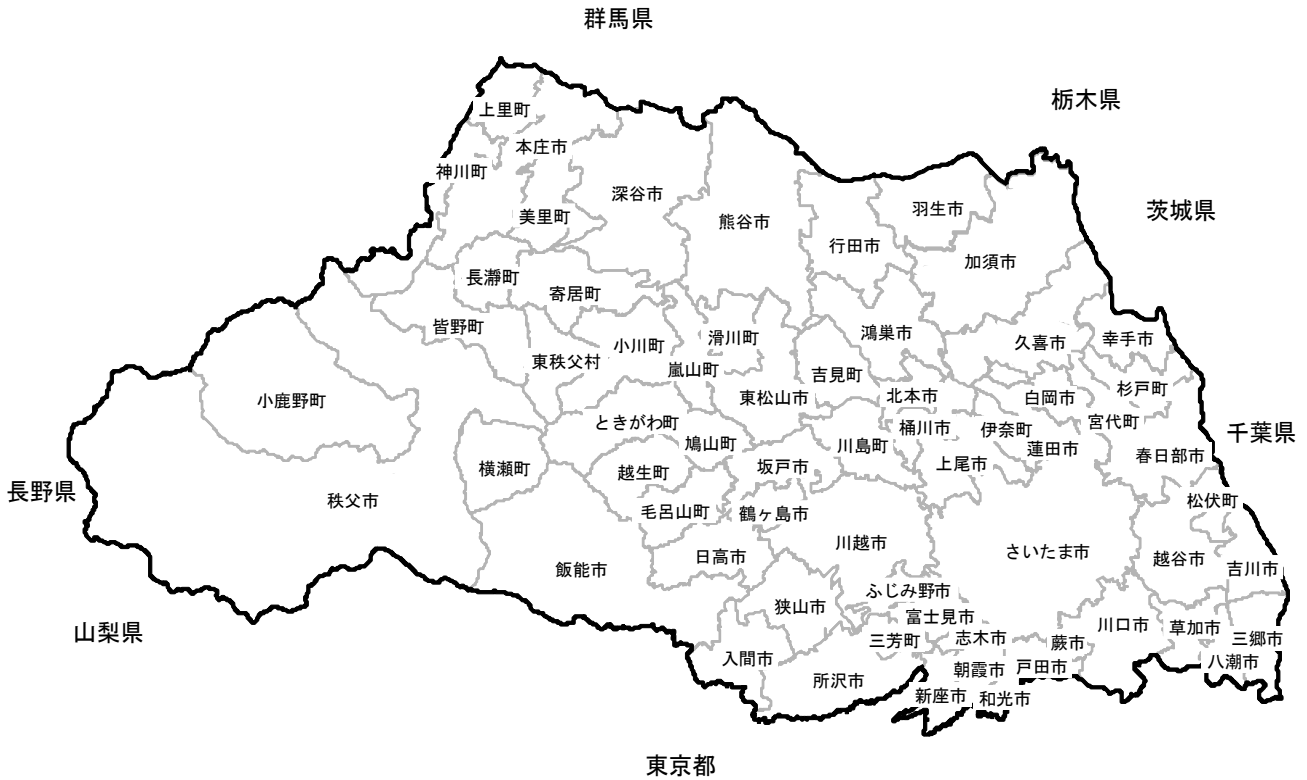 群馬県
栃木県
上里町
本庄市
神川町
深谷市
美里町
熊谷市
羽生市
茨城県
行田市
加須市
長瀞町
寄居町
皆野町
鴻巣市
滑川町
幸手市
久喜市
小川町
東秩父村
嵐山町
吉見町
杉戸町
小鹿野町
東松山市
北本市
白岡市
ときがわ町
宮代町
桶川市
伊奈町
千葉県
鳩山町
川島町
蓮田市
春日部市
横瀬町
越生町
坂戸市
上尾市
長野県
秩父市
松伏町
毛呂山町
鶴ヶ島市
川越市
さいたま市
日高市
越谷市
飯能市
吉川市
ふじみ野市
狭山市
富士見市
川口市
草加市
山梨県
三芳町
志木市
蕨市
三郷市
入間市
朝霞市
戸田市
八潮市
所沢市
新座市
和光市
東京都